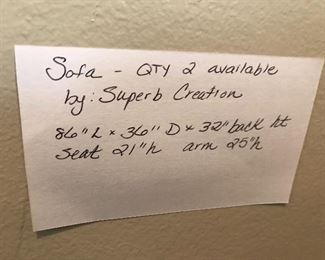 Sofa - QTY 2 available
by: Superb Creation
86" L x 36" D x 32" back ht
seat 21"h arm 25"h